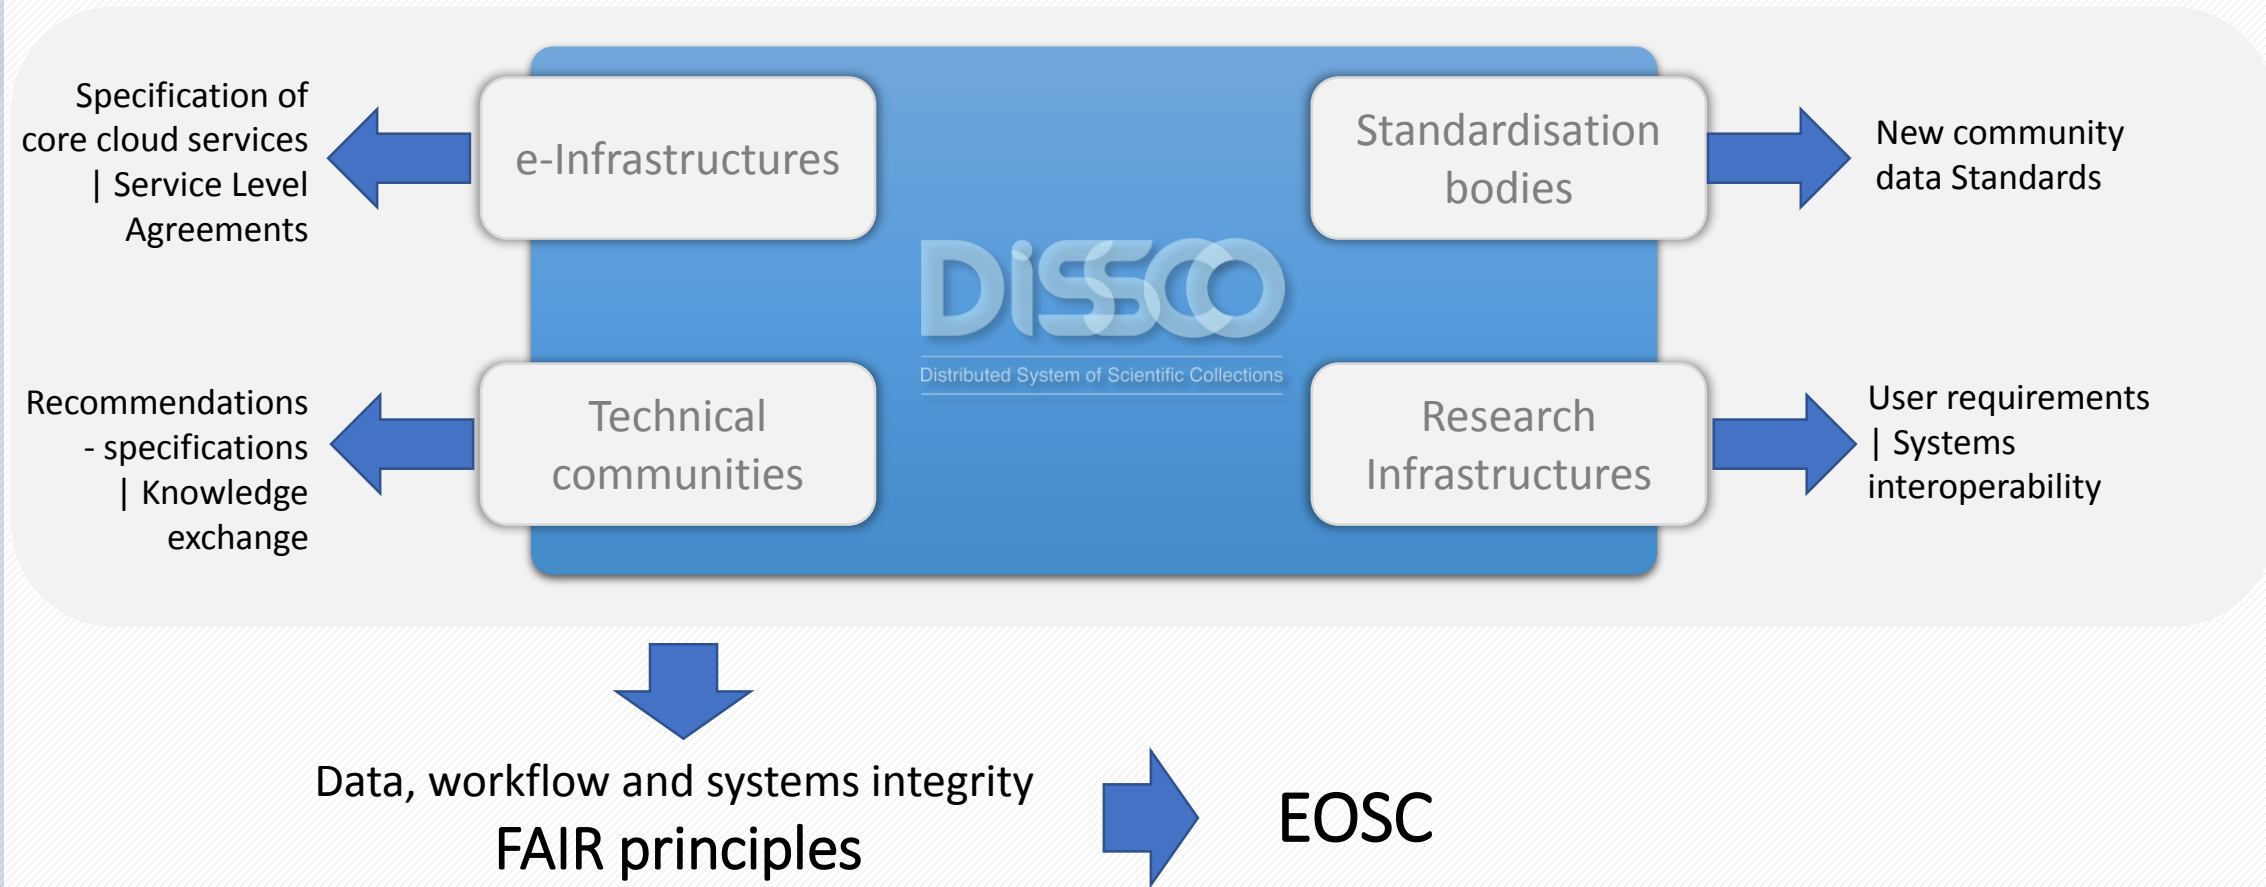 Specification of
core cloud services
| Service Level
Agreements
e-Infrastructures
Standardisation
bodies
New community
data Standards
DiSSCO
Distributed System of Scientific Collections
Recommendations
- specifications
| Knowledge
exchange
Technical
communities
Research
Infrastructures
User requirements
| Systems
interoperability
Data, workflow and systems integrity
FAIR principles
EOSC